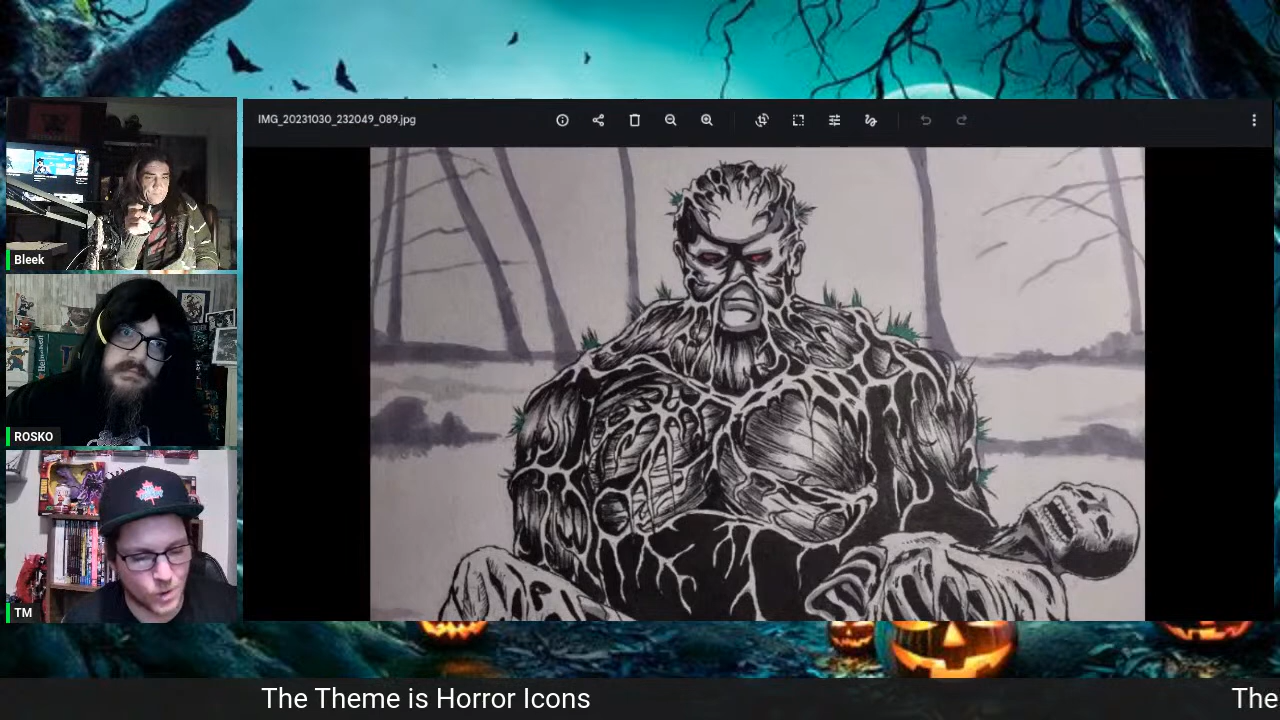 IMG_20231030_232049_089.jpg
Bleek
ROSKO
TM
The Theme is Horror Icons
The